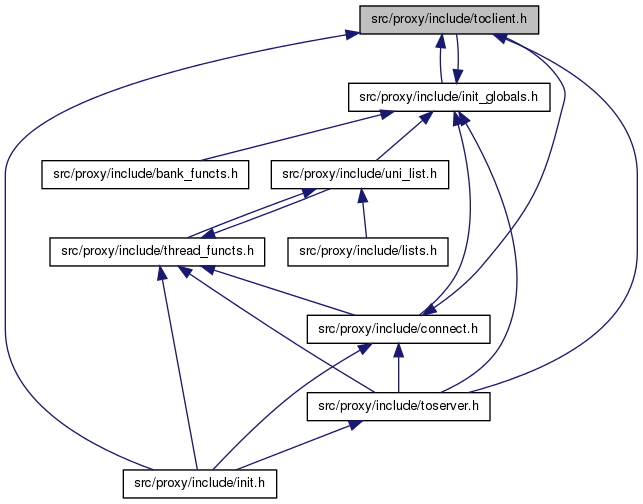 src/proxy/include/toclient.h
src/proxy/include/init_globals.h
src/proxy/include/bank_functs.h
src/proxy/include/uni_list.h
src/proxy/include/thread_functs.h
src/proxy/include/lists.h
src/proxy/include/connect.h
src/proxy/include/toserver.h
src/proxy/include/init.h